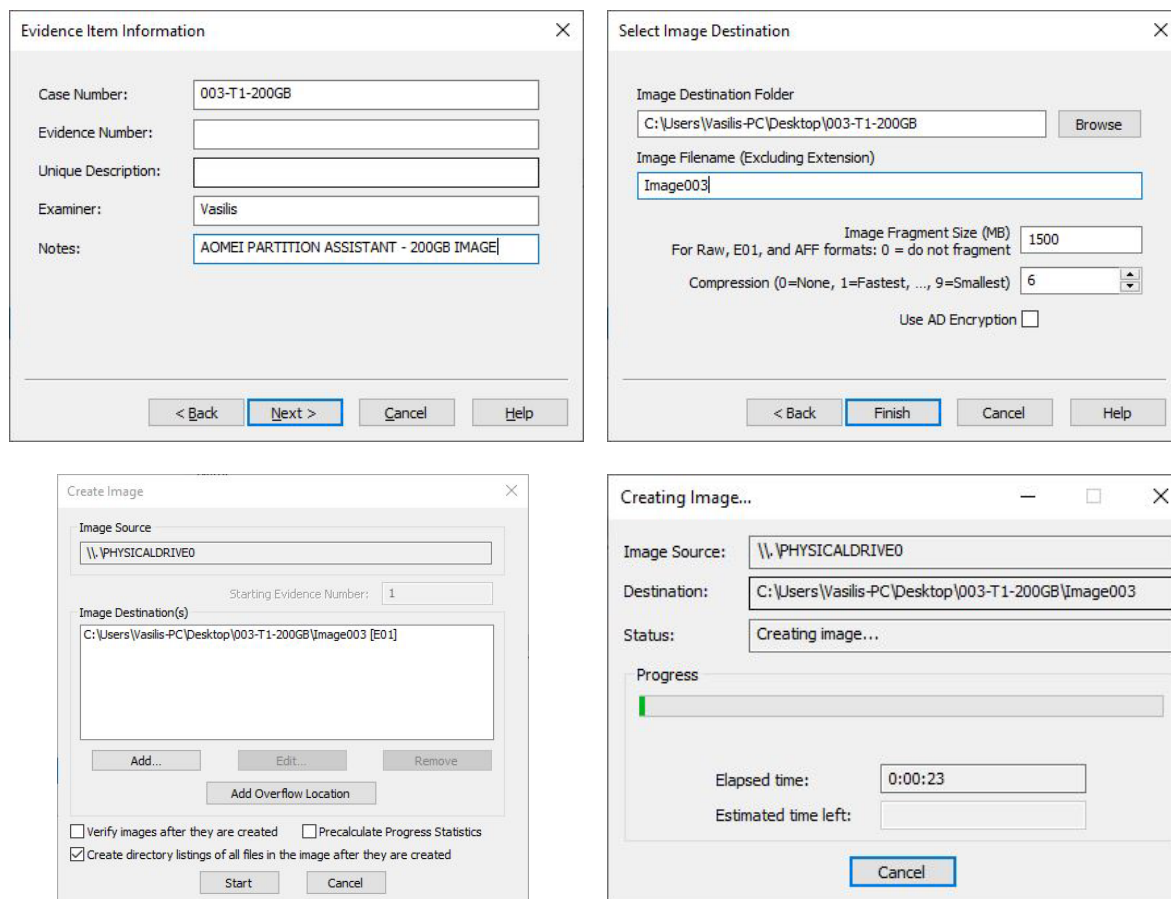 Evidence Item Information
Case Number: 003-T1-200GB
Evidence Number:
Unique Description:
Examiner: Vasilis
Notes: AOMEI PARTITION ASSISTANT - 200GB IMAGE
< Back Next > Cancel Help
Select Image Destination
Image Destination Folder
C:\Users\Vasilis-PC\Desktop\003-T1-200GB Browse
Image Filename (Excluding Extension)
Image003
Image Fragment Size (MB) 1500
For Raw, E01, and AFF formats: 0 = do not fragment
Compression (0=None, 1=Fastest, ..., 9=Smallest) 6
Use AD Encryption
< Back Finish Cancel Help
Create Image
Image Source
\\.\PHYSICALDRIVE0
Starting Evidence Number: 1
Image Destination(s)
C:\Users\Vasilis-PC\Desktop\003-T1-200GB\Image003 [E01]
Add... Edit... Remove
Add Overflow Location
Verify images after they are created Precalculate Progress Statistics
Create directory listings of all files in the image after they are created
Start Cancel
Creating Image...
Image Source: \\.\PHYSICALDRIVE0
Destination: C:\Users\Vasilis-PC\Desktop\003-T1-200GB\Image003
Status: Creating image...
Progress
Elapsed time: 0:00:23
Estimated time left:
Cancel